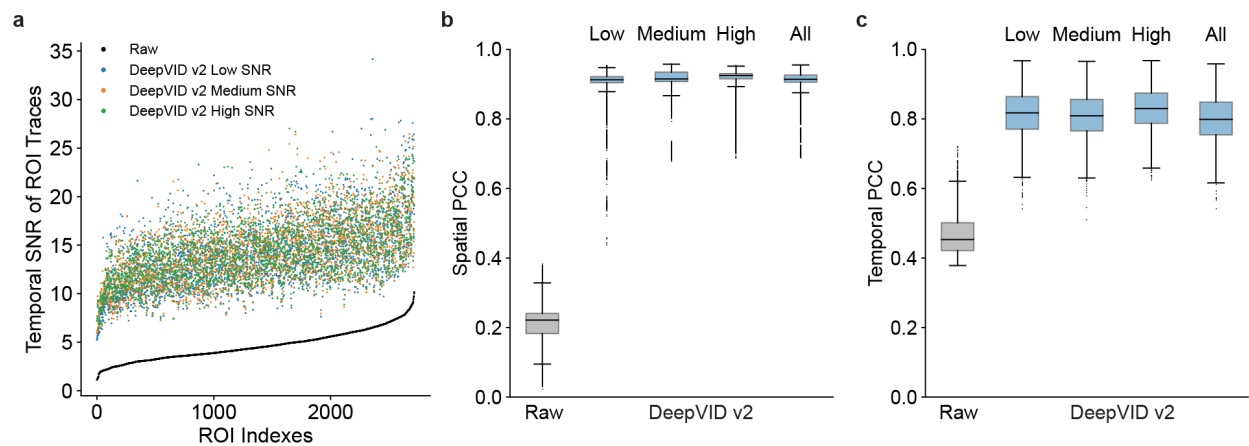 a
Temporal SNR of ROI Traces
35
30
25
20
15
10
5
0
Raw
DeepVID v2 Low SNR
DeepVID v2 Medium SNR
DeepVID v2 High SNR
0
1000
2000
ROI Indexes
b
Spatial PCC
1.0
0.8
0.6
0.4
0.2
0.0
Low Medium High All
Raw
DeepVID v2
c
Temporal PCC
1.0
0.8
0.6
0.4
0.2
0.0
Low Medium High All
Raw
DeepVID v2